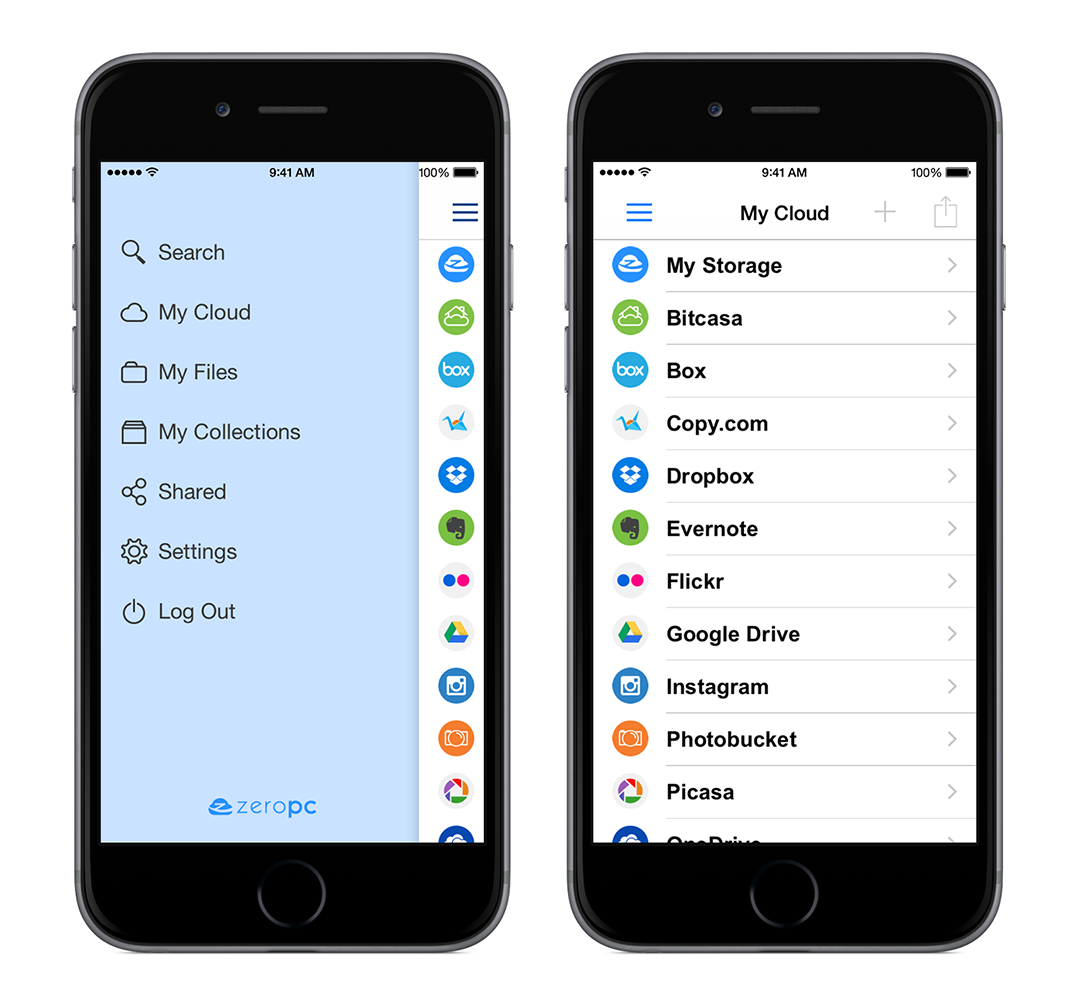 9:41 AM
100%
Search
My Cloud
My Files
My Collections
Shared
Settings
Log Out
zeropc
box
9:41 AM
100%
My Cloud
My Storage
Bitcasa
box
Box
Copy.com
Dropbox
Evernote
Flickr
Google Drive
Instagram
Photobucket
Picasa
OneDrive